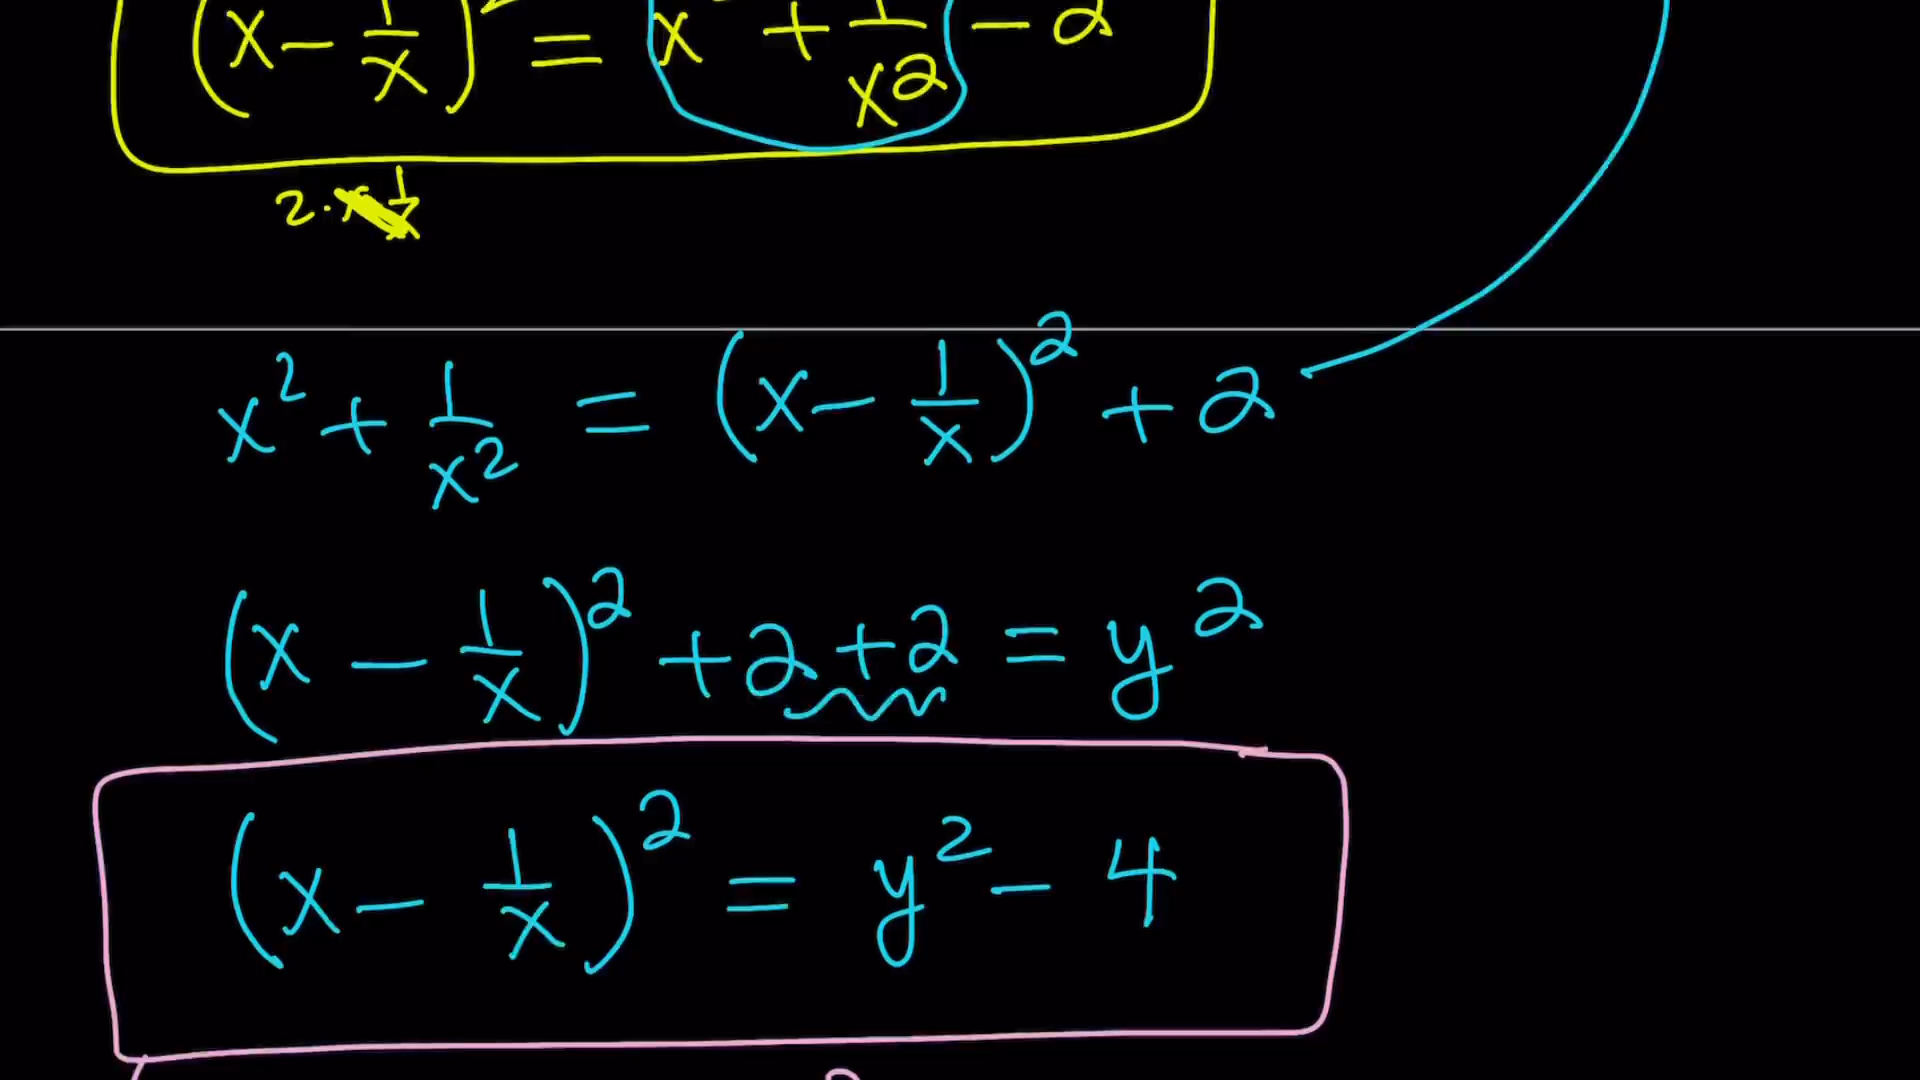 (x - 1/x)² = x² + 1/x² - 2
2 ·
x² + 1/x² = (x - 1/x)² + 2
(x - 1/x)² + 2 + 2 = y²
(x - 1/x)² = y² - 4